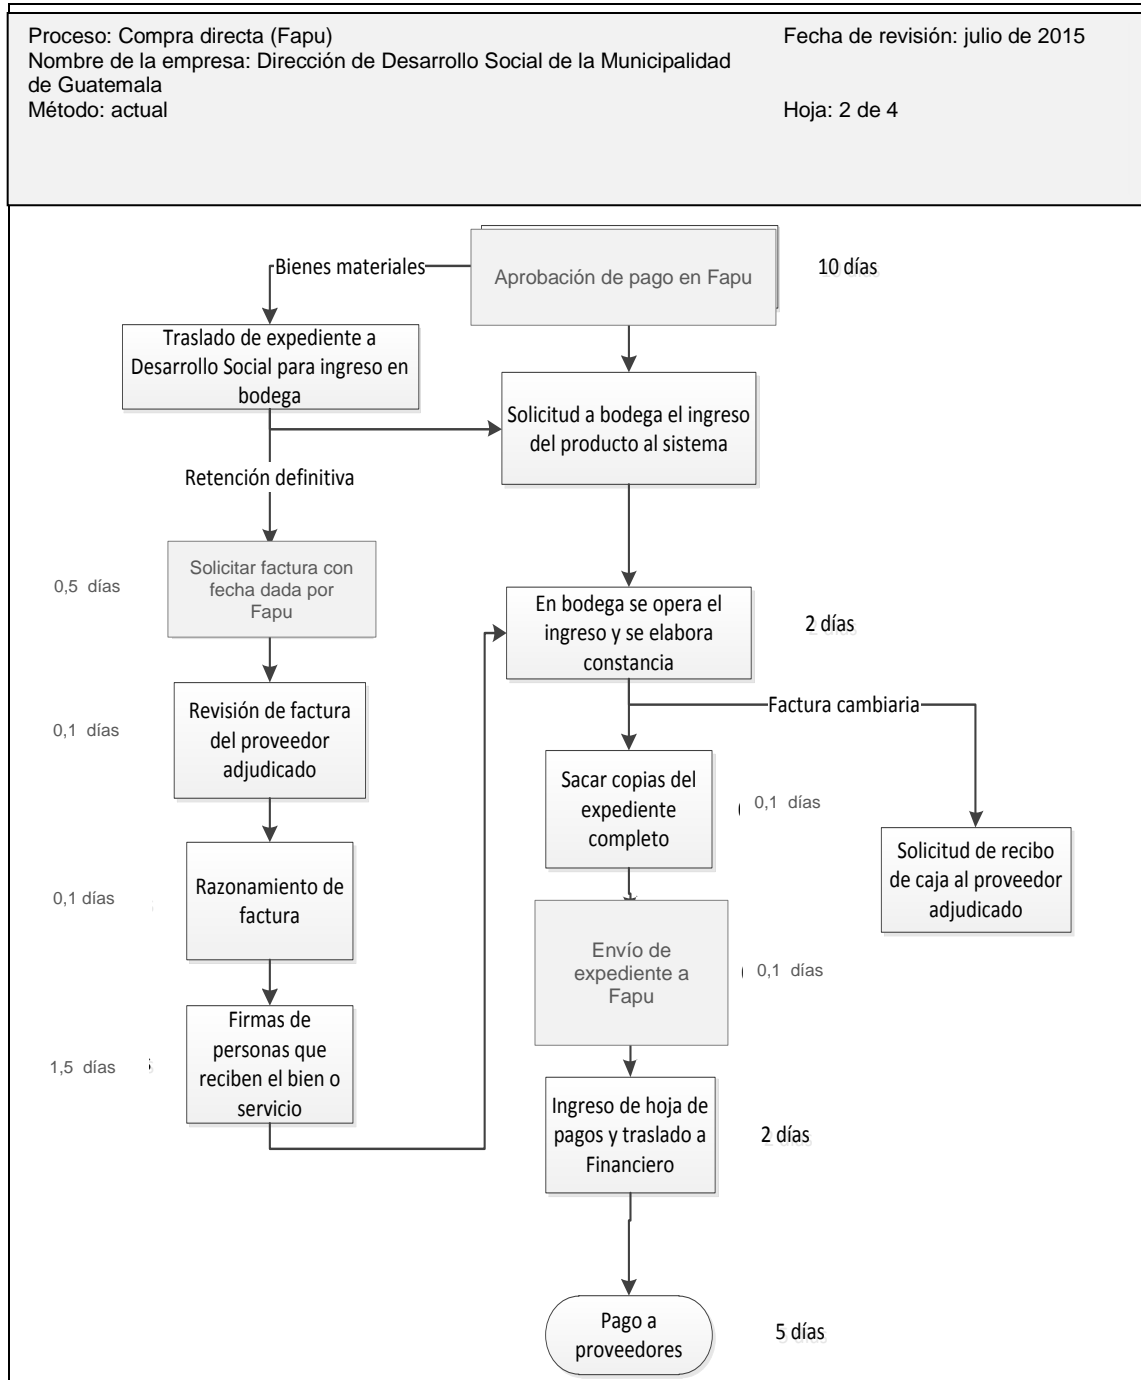 Proceso: Compra directa (Fapu)
Fecha de revisión: julio de 2015
Nombre de la empresa: Dirección de Desarrollo Social de la Municipalidad
de Guatemala
Método: actual
Hoja: 2 de 4
Bienes materiales
Aprobación de pago en Fapu
10 días
Traslado de expediente a
Desarrollo Social para ingreso en
bodega
Solicitud a bodega el ingreso
del producto al sistema
Retención definitiva
0,5 días
Solicitar factura con
fecha dada por
Fapu
En bodega se opera el
ingreso y se elabora
constancia
2 días
0,1 días
Revisión de factura
del proveedor
adjudicado
Factura cambiaria
Sacar copias del
expediente
completo
0,1 días
Solicitud de recibo
de caja al proveedor
adjudicado
0,1 días
Razonamiento de
factura
Envío de
expediente a
Fapu
0,1 días
1,5 días
Firmas de
personas que
reciben el bien o
servicio
Ingreso de hoja de
pagos y traslado a
Financiero
2 días
Pago a
proveedores
5 días